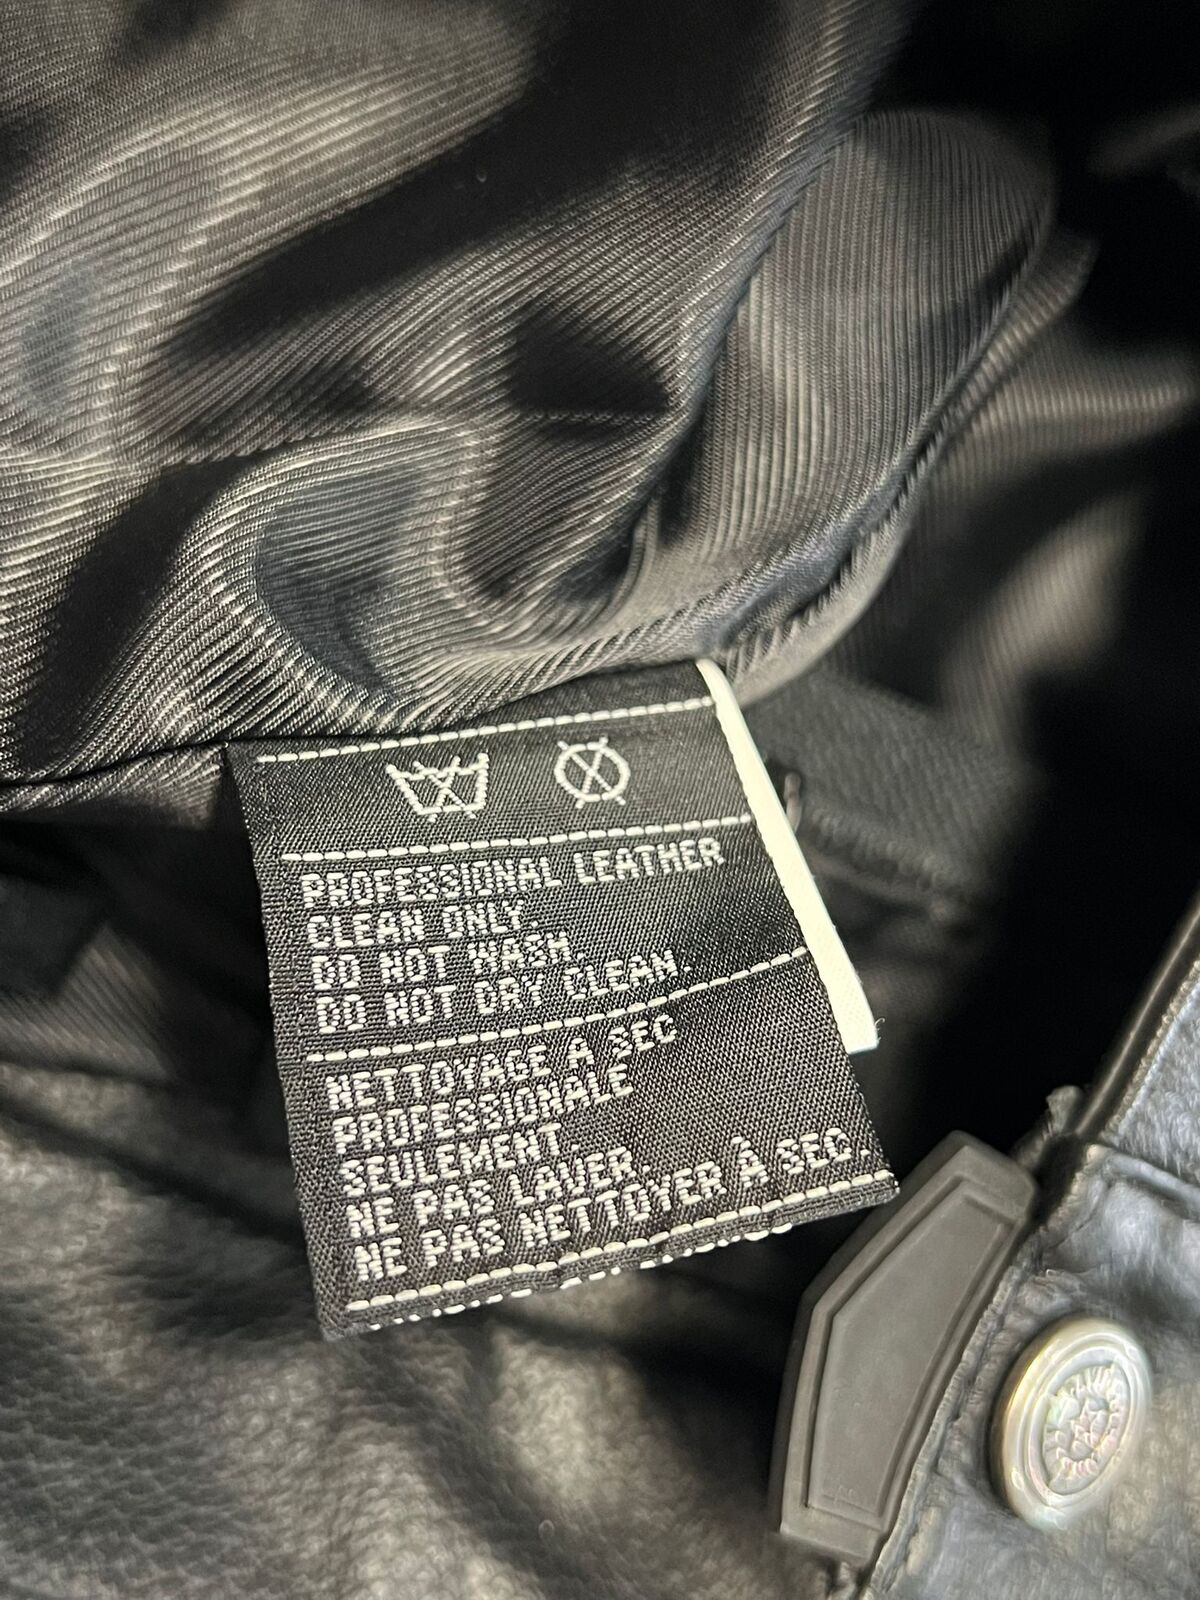 PROFESSIONAL LEATHER
CLEAN ONLY.
DO NOT WASH.
DO NOT DRY CLEAN.
NETTOYAGE À SEC
PROFESSIONALE
SEULEMENT.
NE PAS LAVER.
NE PAS NETTOYER À SEC.